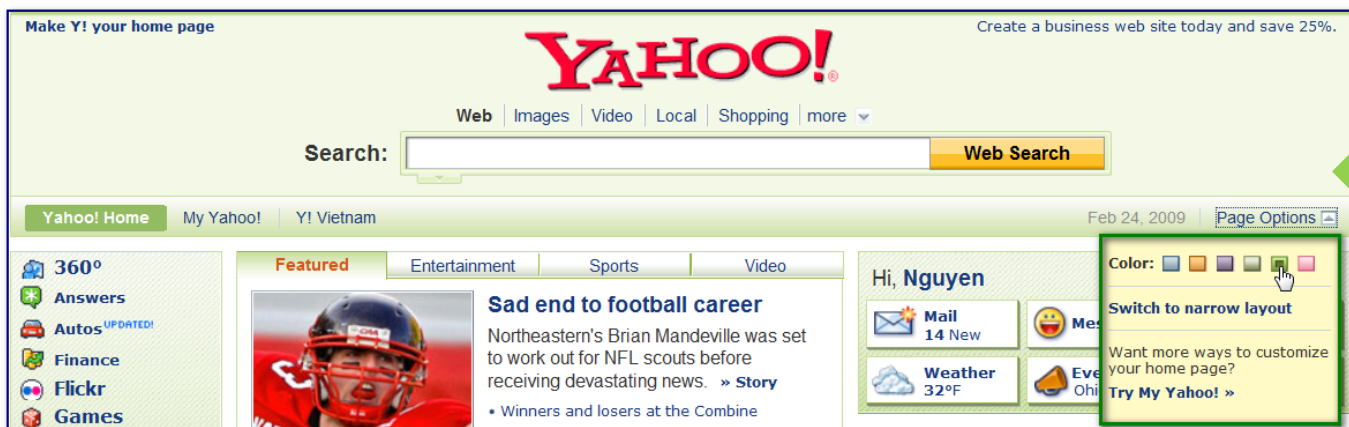 Make Y! your home page
Create a business web site today and save 25%.
YAHOO!
Web Images Video Local Shopping more
Search:
Web Search
Yahoo! Home My Yahoo! Y! Vietnam
Feb 24, 2009 Page Options
360°
Answers
Autos UPDATED!
Finance
Flickr
Games
Featured Entertainment Sports Video
Sad end to football career
Northeastern's Brian Mandeville was set
to work out for NFL scouts before
receiving devastating news. » Story
• Winners and losers at the Combine
Hi, Nguyen
Mail
14 New
Weather
32°F
Color:
Switch to narrow layout
Want more ways to customize
your home page?
Try My Yahoo! »